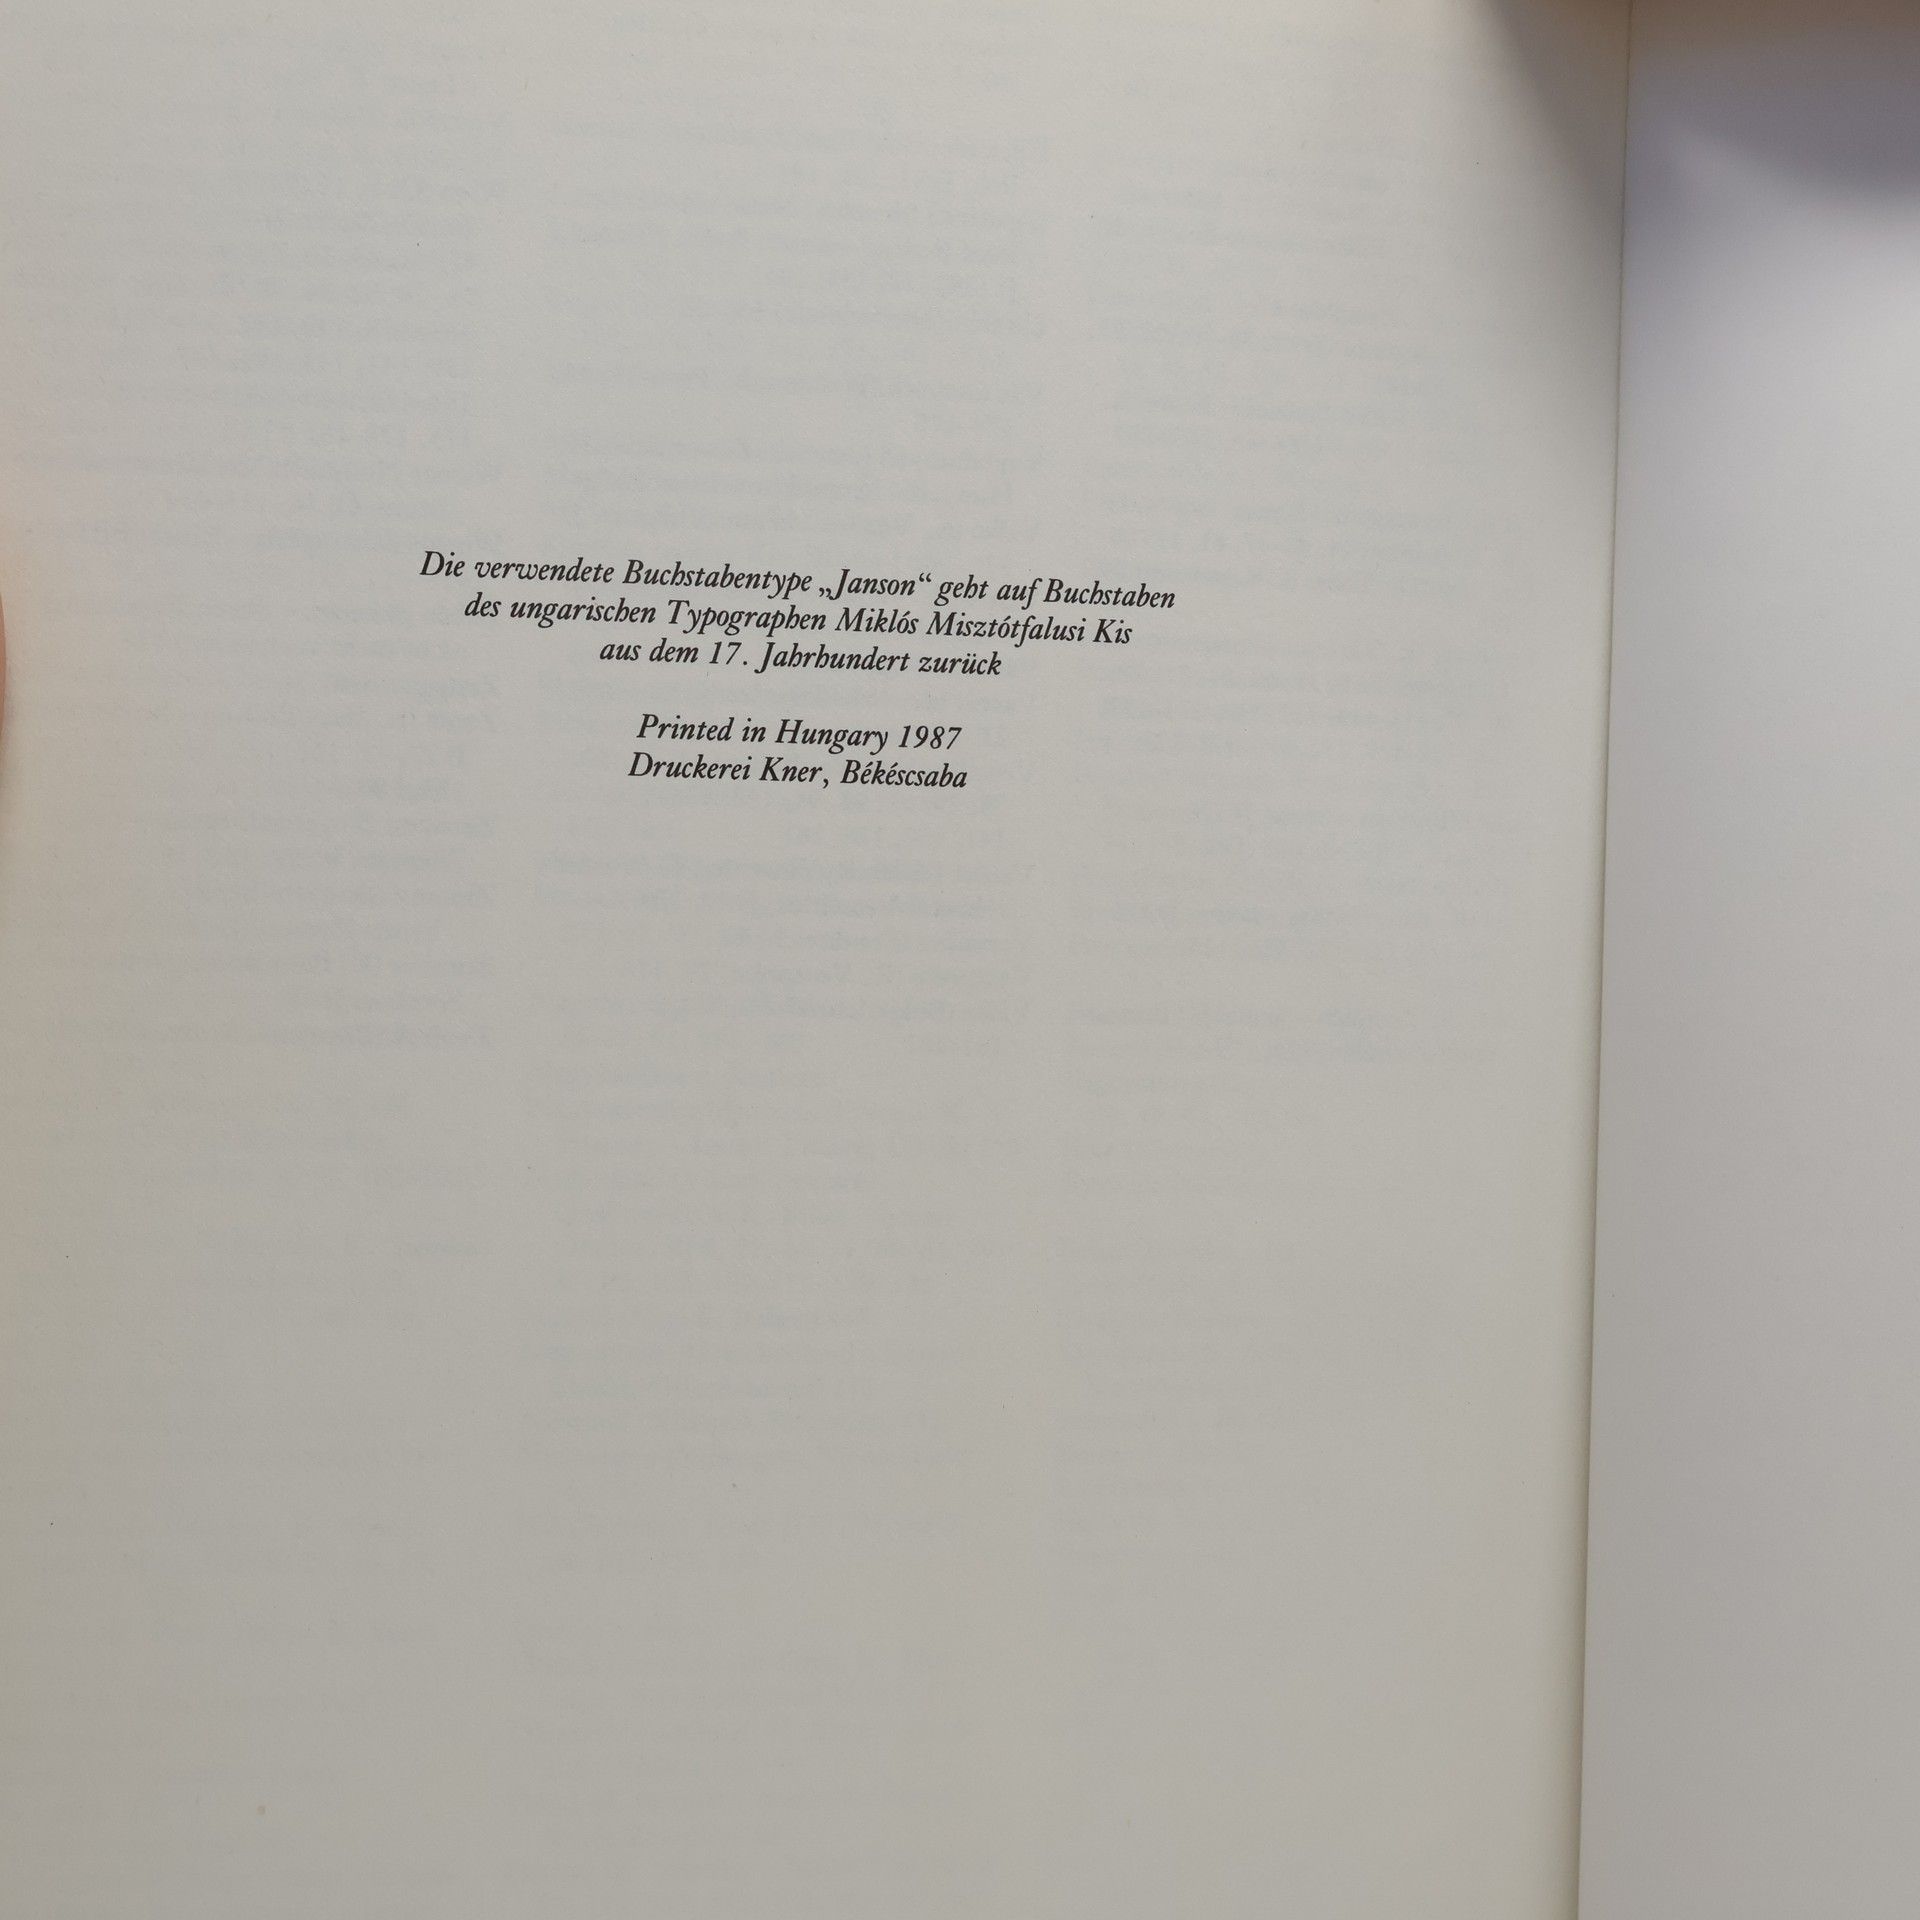 Die verwendete Buchstabentype „Janson“ geht auf Buchstaben
des ungarischen Typographen Miklós Misztótfalusi Kis
aus dem 17. Jahrhundert zurück
Printed in Hungary 1987
Druckerei Kner, Békéscsaba